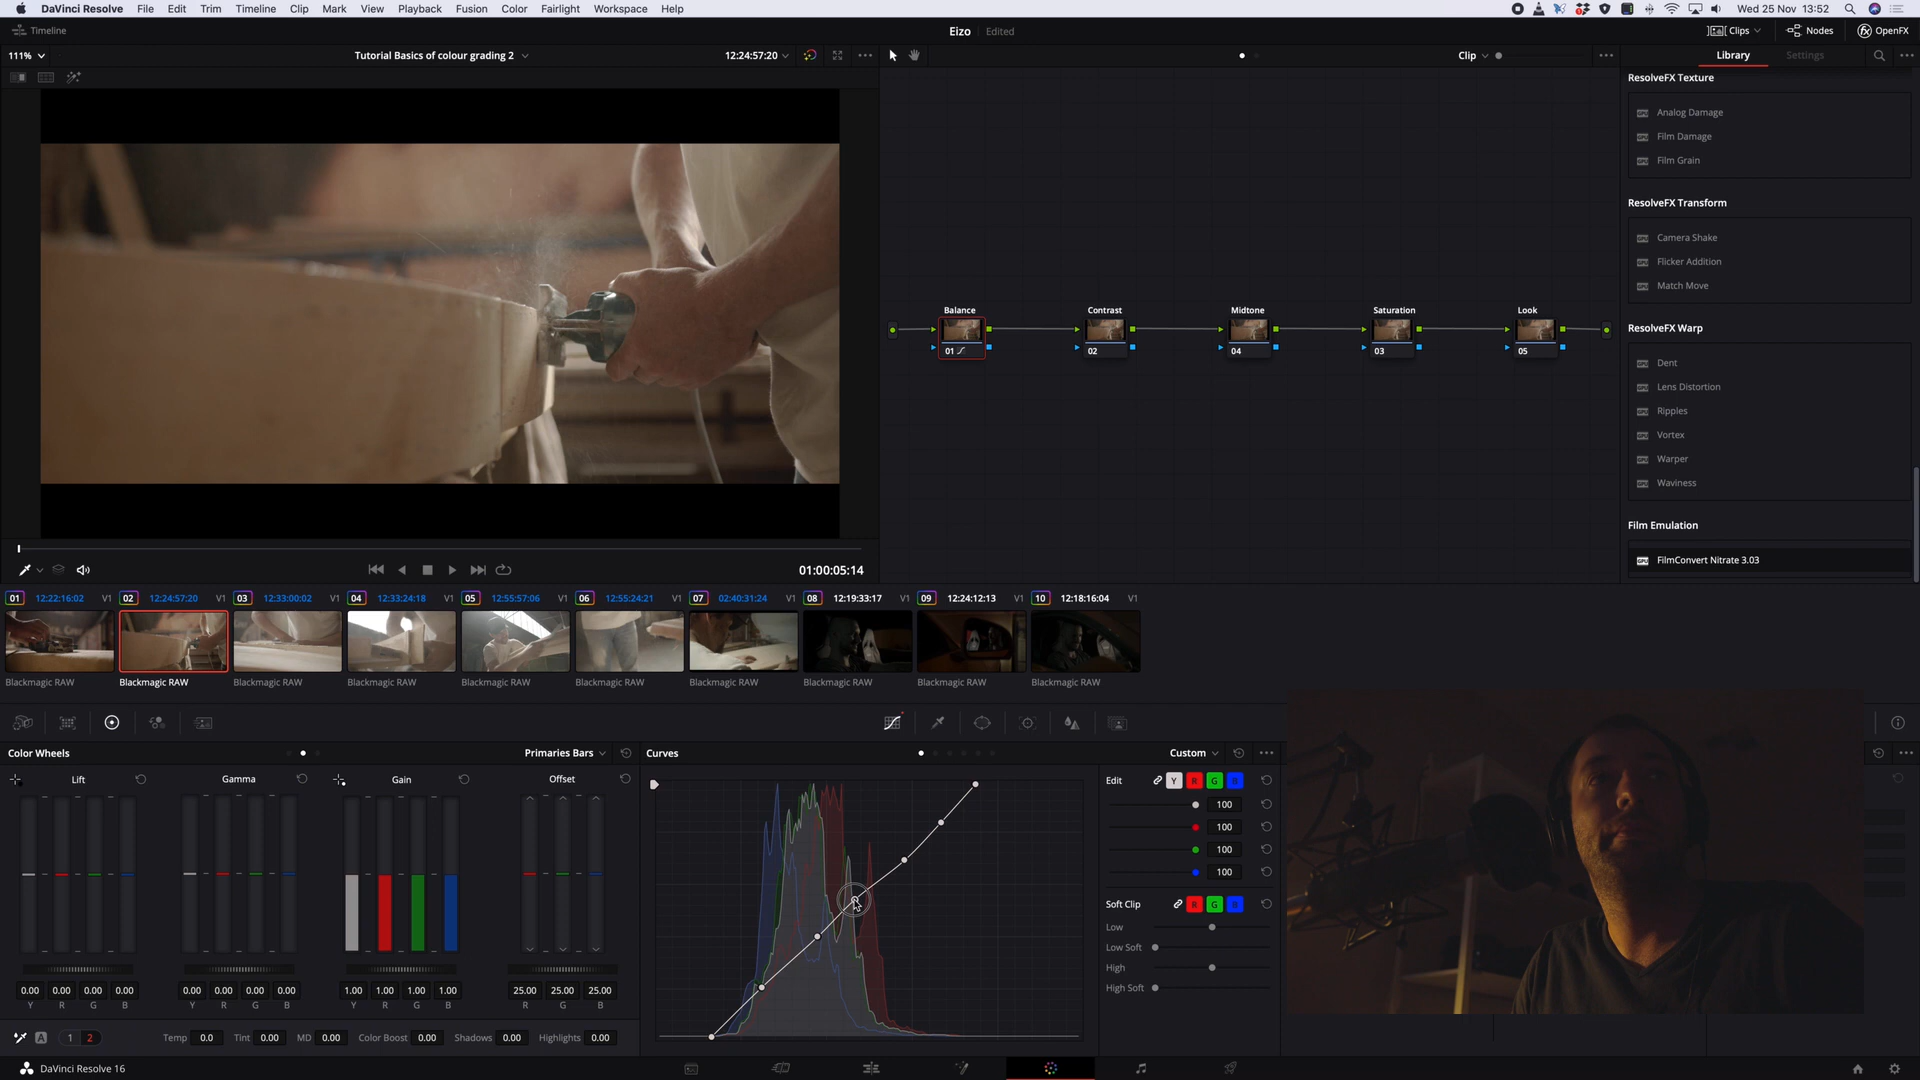 DaVinci Resolve File Edit Trim Timeline Clip Mark View Playback Fusion Color Fairlight Workspace Help Wed 25 Nov 13:52
Timeline Eizo Edited Clips Nodes OpenFX
111% Tutorial Basics of colour grading 2 12:24:57:20 Clip Library Settings
ResolveFX Texture
Analog Damage
Film Damage
Film Grain
ResolveFX Transform
Camera Shake
Flicker Addition
Match Move
Balance Contrast Midtone Saturation Look
01 02 04 03 05
ResolveFX Warp
Dent
Lens Distortion
Ripples
Vortex
Warper
Waviness
Film Emulation
FilmConvert Nitrate 3.03
01:00:05:14
01 12:22:16:02 V1 02 12:24:57:20 V1 03 12:33:00:02 V1 04 12:33:24:18 V1 05 12:55:57:06 V1 06 12:55:24:21 V1 07 02:40:31:24 V1 08 12:19:33:17 V1 09 12:24:12:13 V1 10 12:18:16:04 V1
Blackmagic RAW Blackmagic RAW Blackmagic RAW Blackmagic RAW Blackmagic RAW Blackmagic RAW Blackmagic RAW Blackmagic RAW Blackmagic RAW Blackmagic RAW
Color Wheels Primaries Bars Curves Custom
Lift Gamma Gain Offset Edit Y R G B
100
100
100
100
Soft Clip R G B
Low
Low Soft
High
High Soft
0.00 0.00 0.00 0.00 0.00 0.00 0.00 0.00 1.00 1.00 1.00 1.00 25.00 25.00 25.00
Y R G B Y R G B Y R G B R G B
A 1 2 Temp 0.0 Tint 0.00 MD 0.00 Color Boost 0.00 Shadows 0.00 Highlights 0.00
DaVinci Resolve 16